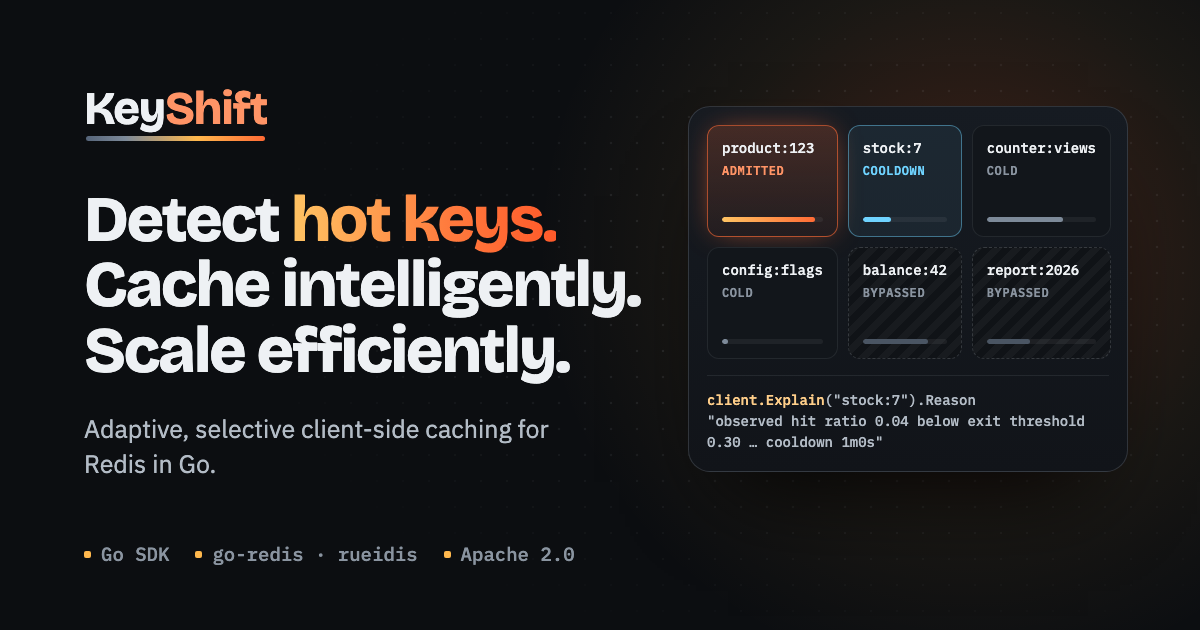 KeyShift
Detect hot keys.
Cache intelligently.
Scale efficiently.
Adaptive, selective client-side caching for
Redis in Go.
Go SDK go-redis · rueidis Apache 2.0
product:123
ADMITTED
stock:7
COOLDOWN
counter:views
COLD
config:flags
COLD
balance:42
BYPASSED
report:2026
BYPASSED
client.Explain("stock:7").Reason
"observed hit ratio 0.04 below exit threshold
0.30 … cooldown 1m0s"